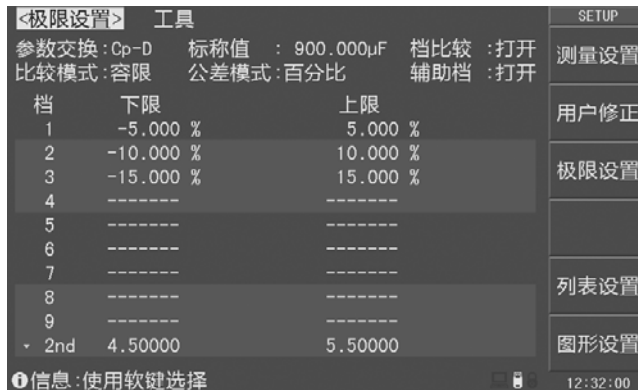 <极限设置> 工具 SETUP
参数交换:Cp-D 标称值 : 900.000μF 档比较 :打开
比较模式:容限 公差模式:百分比 辅助档 :打开
档 下限 上限
1 -5.000 % 5.000 %
2 -10.000 % 10.000 %
3 -15.000 % 15.000 %
4 ------- -------
5 ------- -------
6 ------- -------
7 ------- -------
8 ------- -------
9 ------- -------
2nd 4.50000 5.50000
信息:使用软键选择
测量设置
用户修正
极限设置
列表设置
图形设置
12:32:00